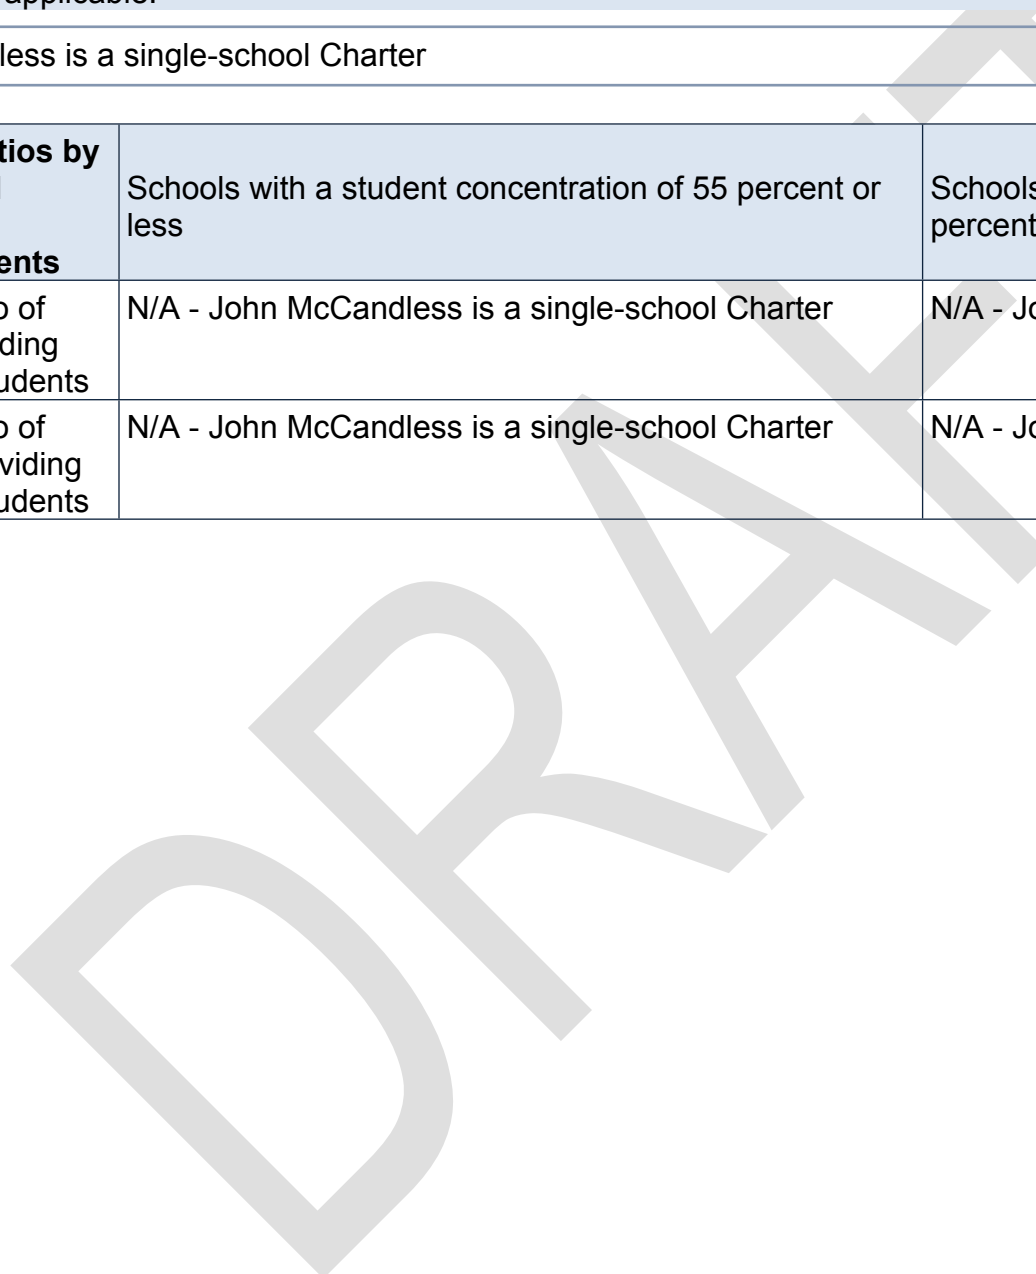 applicable.
less is a single-school Charter
tios by
Schools with a student concentration of 55 percent or
less
Schools
percent
ents
o of
ding
udents
N/A - John McCandless is a single-school Charter
N/A - Jo
o of
viding
udents
N/A - John McCandless is a single-school Charter
N/A - Jo
DRAF